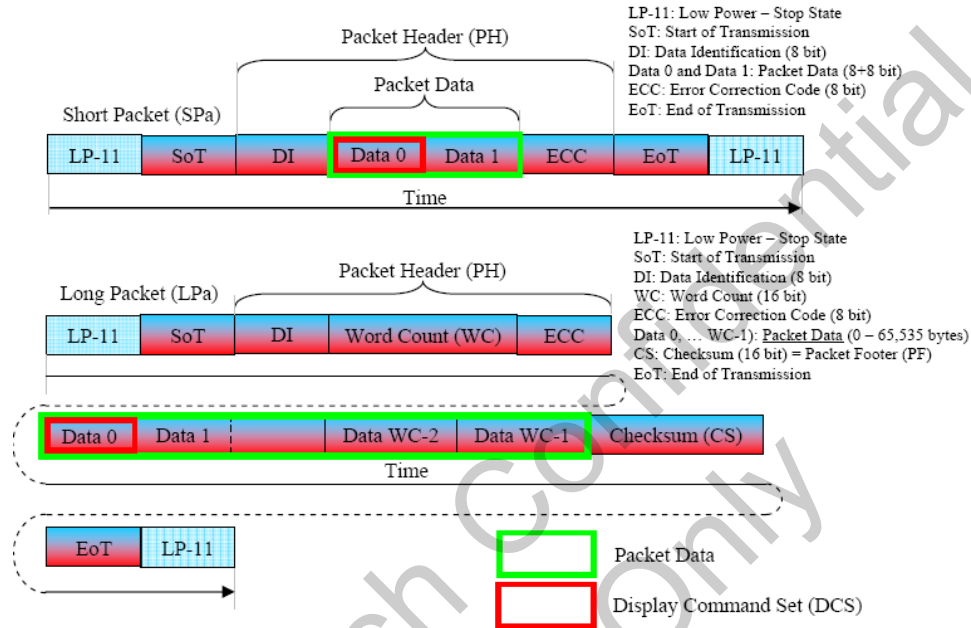 LP-11: Low Power – Stop State
SoT: Start of Transmission
DI: Data Identification (8 bit)
Data 0 and Data 1: Packet Data (8+8 bit)
ECC: Error Correction Code (8 bit)
EoT: End of Transmission
Packet Header (PH)
Packet Data
Short Packet (SPa)
LP-11 SoT DI Data 0 Data 1 ECC EoT LP-11
Time
LP-11: Low Power – Stop State
SoT: Start of Transmission
DI: Data Identification (8 bit)
WC: Word Count (16 bit)
ECC: Error Correction Code (8 bit)
Data 0, … WC-1): Packet Data (0 – 65,535 bytes)
CS: Checksum (16 bit) = Packet Footer (PF)
EoT: End of Transmission
Packet Header (PH)
Long Packet (LPa)
LP-11 SoT DI Word Count (WC) ECC
Data 0 Data 1 Data WC-2 Data WC-1 Checksum (CS)
Time
EoT LP-11
Packet Data
Display Command Set (DCS)
Confidential
Only